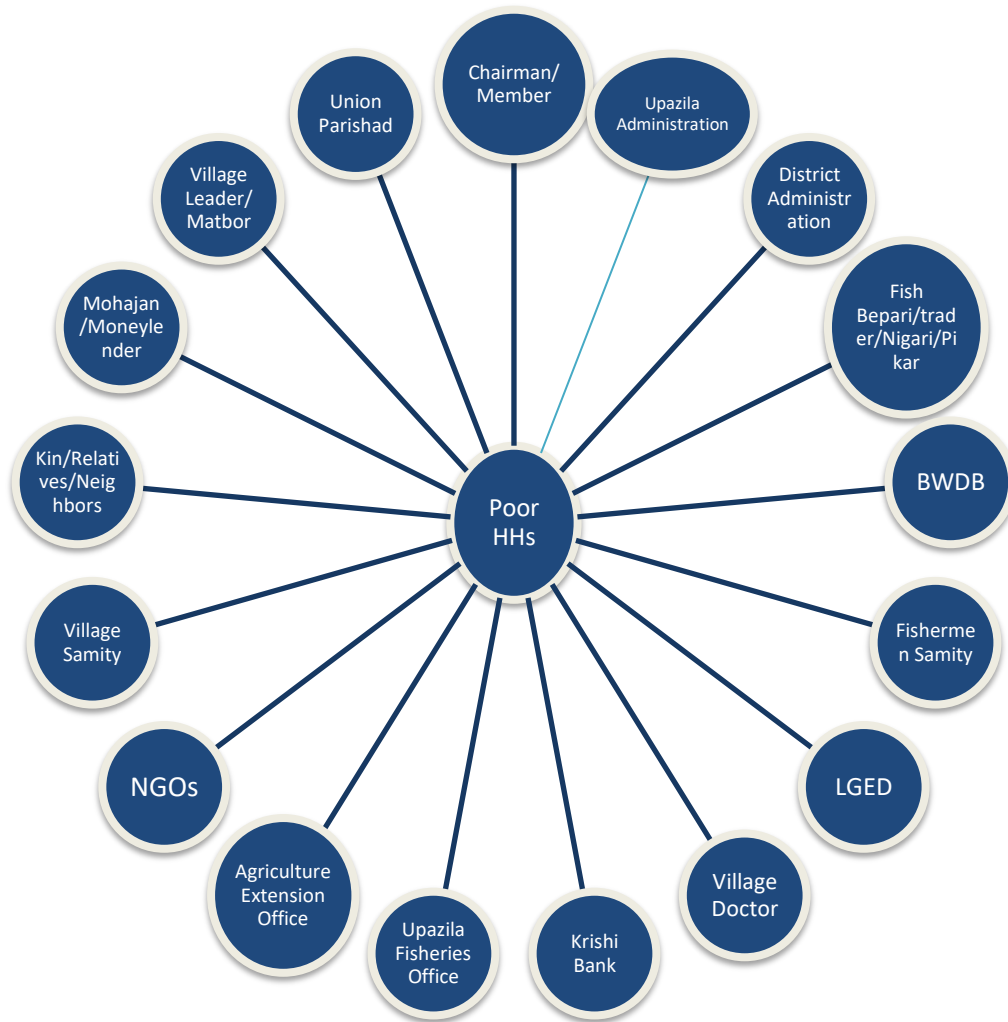 Chairman/
Member
Upazila
Administration
District
Administr
ation
Fish
Bepari/trad
er/Nigari/Pi
kar
BWDB
Fisherme
n Samity
LGED
Village
Doctor
Krishi
Bank
Upazila
Fisheries
Office
Agriculture
Extension
Office
NGOs
Village
Samity
Kin/Relati
ves/Neig
hbors
Mohajan
/Moneyle
nder
Village
Leader/
Matbor
Union
Parishad
Poor
HHs